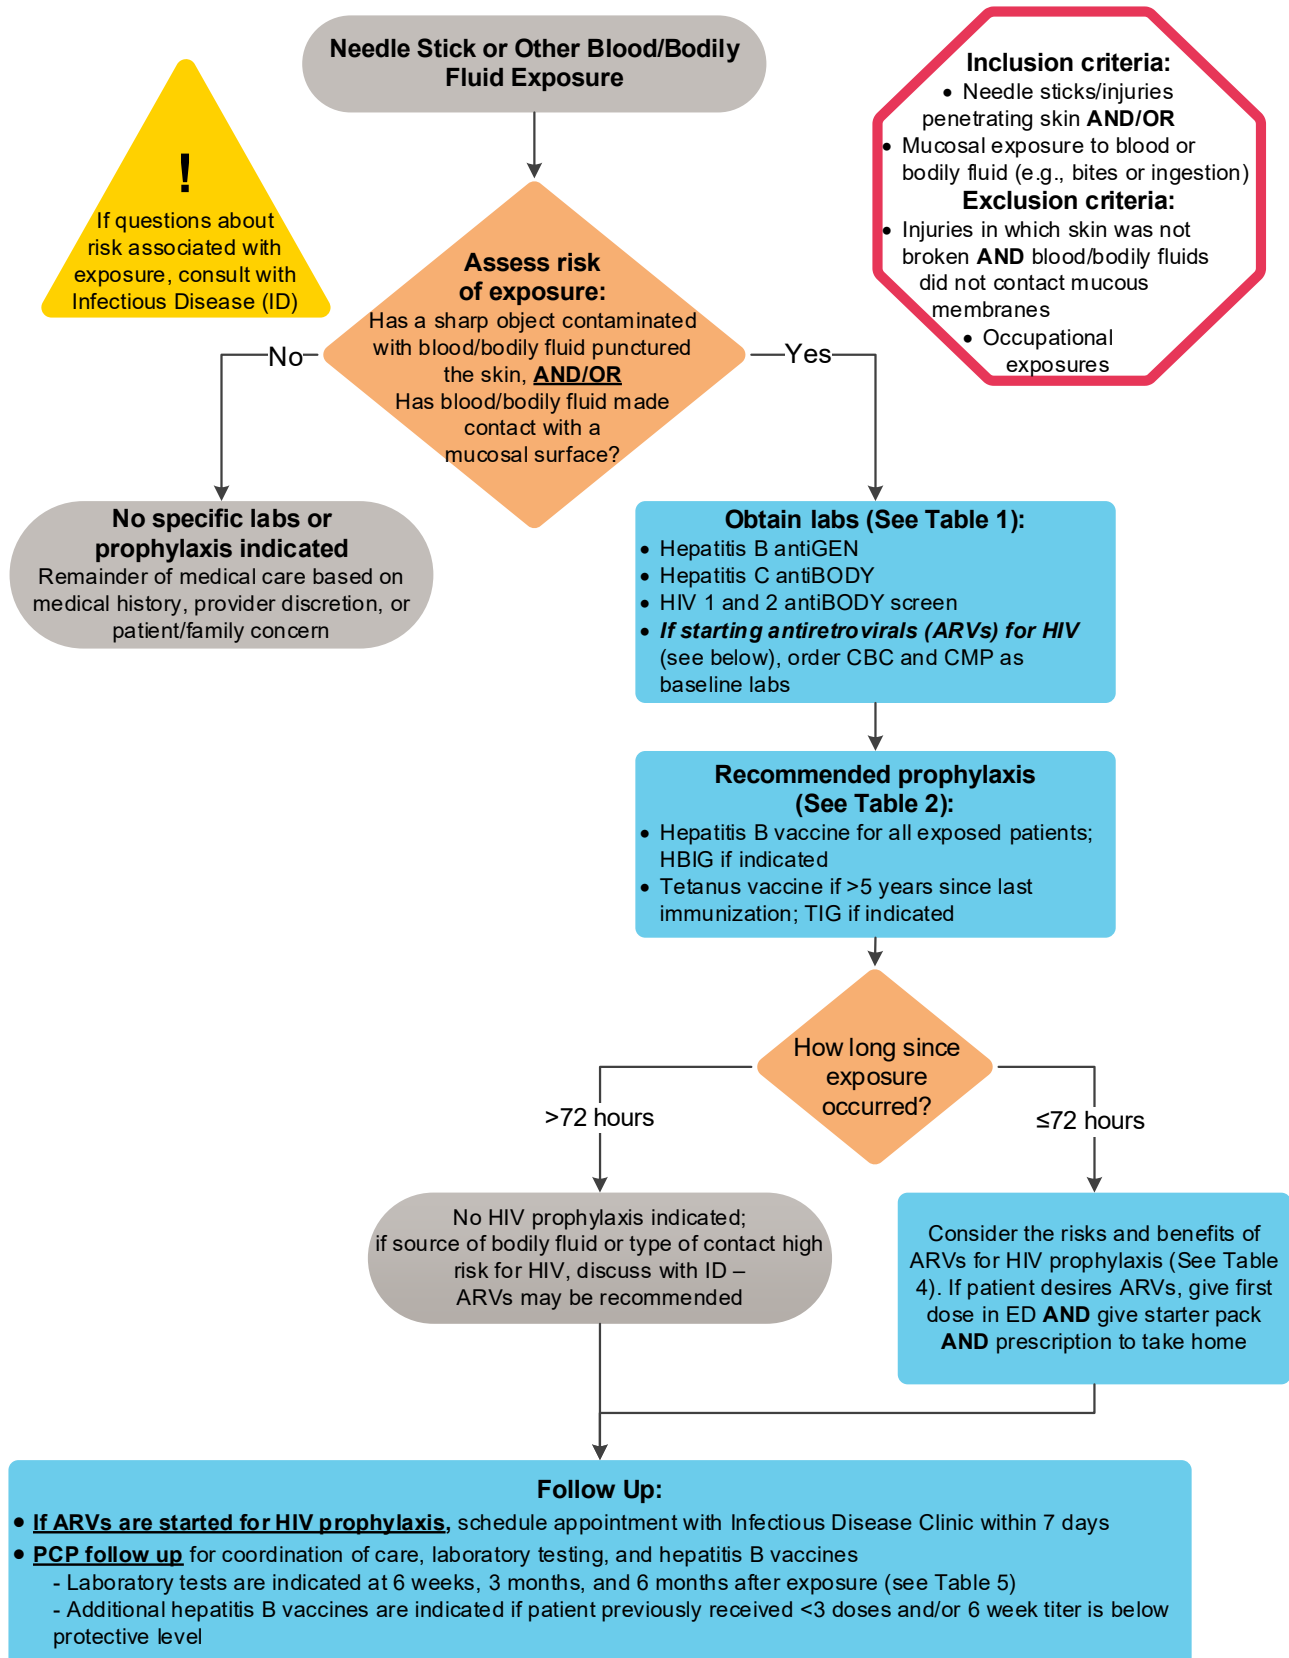 Needle Stick or Other Blood/Bodily
Fluid Exposure
!
If questions about
risk associated with
exposure, consult with
Infectious Disease (ID)
Inclusion criteria:
• Needle sticks/injuries
penetrating skin AND/OR
• Mucosal exposure to blood or
bodily fluid (e.g., bites or ingestion)
Exclusion criteria:
• Injuries in which skin was not
broken AND blood/bodily fluids
did not contact mucous
membranes
• Occupational
exposures
Assess risk
of exposure:
Has a sharp object contaminated
with blood/bodily fluid punctured
the skin, AND/OR
Has blood/bodily fluid made
contact with a
mucosal surface?
No
Yes
No specific labs or
prophylaxis indicated
Remainder of medical care based on
medical history, provider discretion, or
patient/family concern
Obtain labs (See Table 1):
• Hepatitis B antiGEN
• Hepatitis C antiBODY
• HIV 1 and 2 antiBODY screen
• If starting antiretrovirals (ARVs) for HIV
(see below), order CBC and CMP as
baseline labs
Recommended prophylaxis
(See Table 2):
• Hepatitis B vaccine for all exposed patients;
HBIG if indicated
• Tetanus vaccine if >5 years since last
immunization; TIG if indicated
How long since
exposure
occurred?
>72 hours
≤72 hours
No HIV prophylaxis indicated;
if source of bodily fluid or type of contact high
risk for HIV, discuss with ID –
ARVs may be recommended
Consider the risks and benefits of
ARVs for HIV prophylaxis (See Table
4). If patient desires ARVs, give first
dose in ED AND give starter pack
AND prescription to take home
Follow Up:
• If ARVs are started for HIV prophylaxis, schedule appointment with Infectious Disease Clinic within 7 days
• PCP follow up for coordination of care, laboratory testing, and hepatitis B vaccines
- Laboratory tests are indicated at 6 weeks, 3 months, and 6 months after exposure (see Table 5)
- Additional hepatitis B vaccines are indicated if patient previously received <3 doses and/or 6 week titer is below
protective level